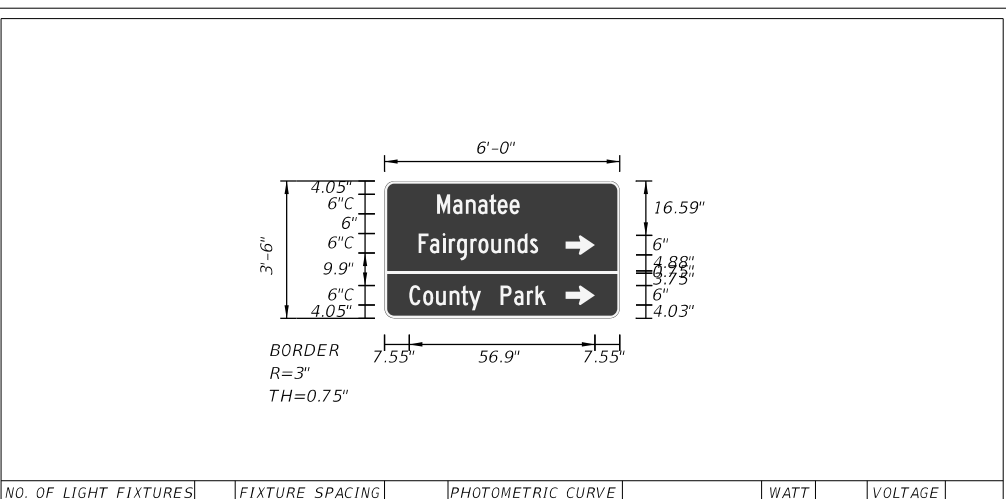 6'-0"
4.05"
6"C
6"
6"C
9.9"
6"C
4.05"
3'-6"
Manatee
Fairgrounds
County Park
16.59"
6"
4.88"
0.75"
3.75"
6"
4.03"
7.55" 56.9" 7.55"
BORDER
R=3"
TH=0.75"
NO. OF LIGHT FIXTURES FIXTURE SPACING PHOTOMETRIC CURVE WATT VOLTAGE